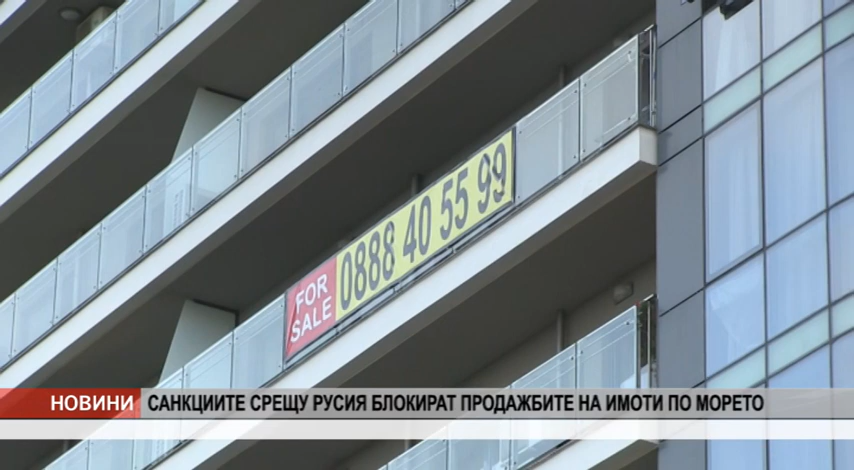 FOR
SALE
0888 40 55 99
НОВИНИ
САНКЦИИТЕ СРЕЩУ РУСИЯ БЛОКИРАТ ПРОДАЖБИТЕ НА ИМОТИ ПО МОРЕТО